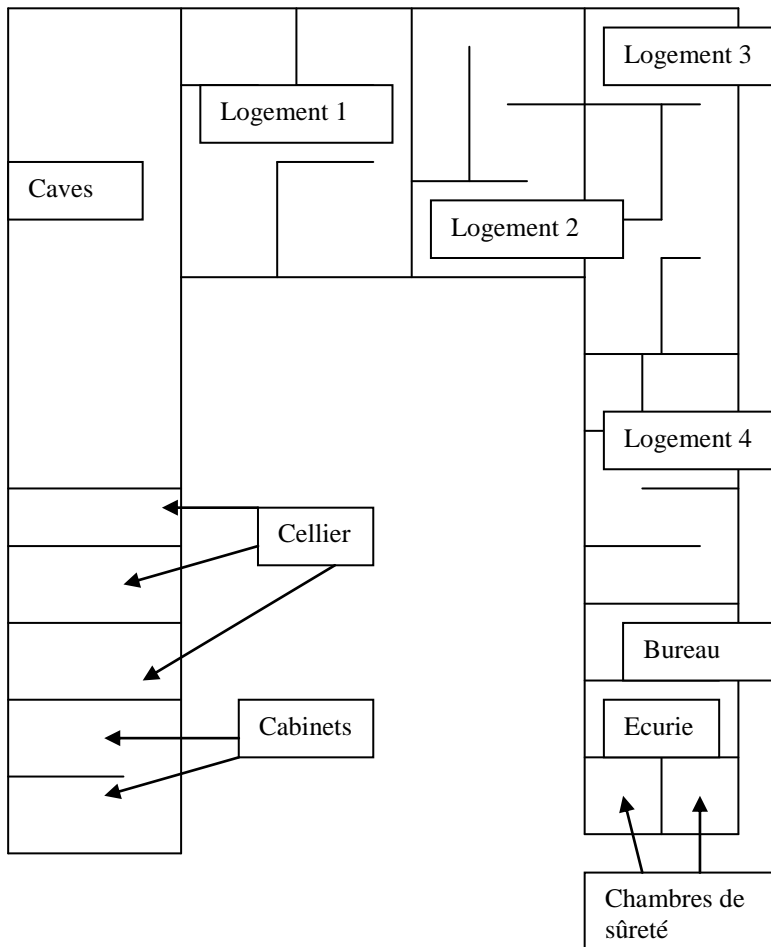 Logement 3
Logement 1
Caves
Logement 2
Logement 4
Cellier
Bureau
Cabinets
Ecurie
Chambres de
sûreté